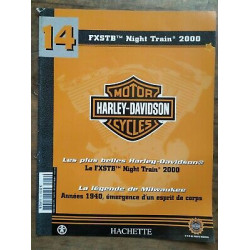 14
FXSTB™ Night Train® 2000
MOTOR
HARLEY-DAVIDSON
CYCLES
Les plus belles Harley-Davidson®
Le FXSTB™ Night Train® 2000
La légende de Milwaukee
Années 1940, émergence d'un esprit de corps
HACHETTE